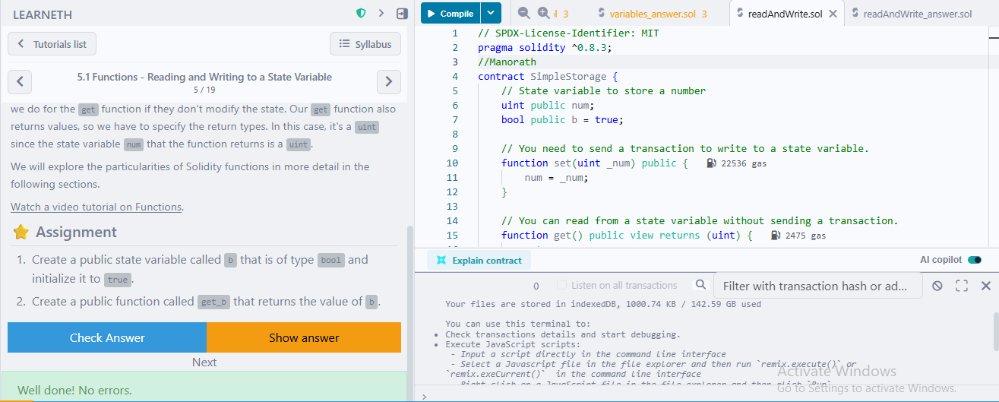 LEARNETH
Tutorials list
Syllabus
5.1 Functions - Reading and Writing to a State Variable
5 / 19
we do for the get function if they don't modify the state. Our get function also
returns values, so we have to specify the return types. In this case, it's a uint
since the state variable num that the function returns is a uint.
We will explore the particularities of Solidity functions in more detail in the
following sections.
Watch a video tutorial on Functions.
Assignment
1. Create a public state variable called b that is of type bool and
initialize it to true.
2. Create a public function called get_b that returns the value of b.
Check Answer
Show answer
Next
Well done! No errors.
Compile
ol 3
variables_answer.sol 3
readAndWrite.sol
readAndWrite_answer.sol
1 // SPDX-License-Identifier: MIT
2 pragma solidity ^0.8.3;
3 //Manorath
4 contract SimpleStorage {
5 // State variable to store a number
6 uint public num;
7 bool public b = true;
8
9 // You need to send a transaction to write to a state variable.
10 function set(uint _num) public { 22536 gas
11 num = _num;
12 }
13
14 // You can read from a state variable without sending a transaction.
15 function get() public view returns (uint) { 2475 gas
Explain contract
AI copilot
0
Listen on all transactions
Filter with transaction hash or ad...
Your files are stored in indexedDB, 1000.74 KB / 142.59 GB used
You can use this terminal to:
• Check transactions details and start debugging.
• Execute JavaScript scripts:
- Input a script directly in the command line interface
- Select a Javascript file in the file explorer and then run `remix.execute()` or
`remix.exeCurrent()` in the command line interface
- Right click on a JavaScript file in the file explorer and then click `Run`
>
Activate Windows
Go to Settings to activate Windows.